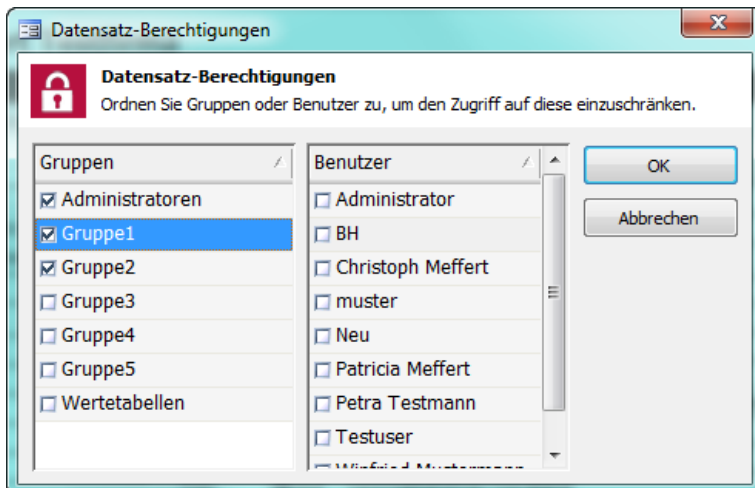 Datensatz-Berechtigungen
Datensatz-Berechtigungen
Ordnen Sie Gruppen oder Benutzer zu, um den Zugriff auf diese einzuschränken.
Gruppen
Administratoren
Gruppe1
Gruppe2
Gruppe3
Gruppe4
Gruppe5
Wertetabellen
Benutzer
Administrator
BH
Christoph Meffert
muster
Neu
Patricia Meffert
Petra Testmann
Testuser
Winfried Mustermann
OK
Abbrechen